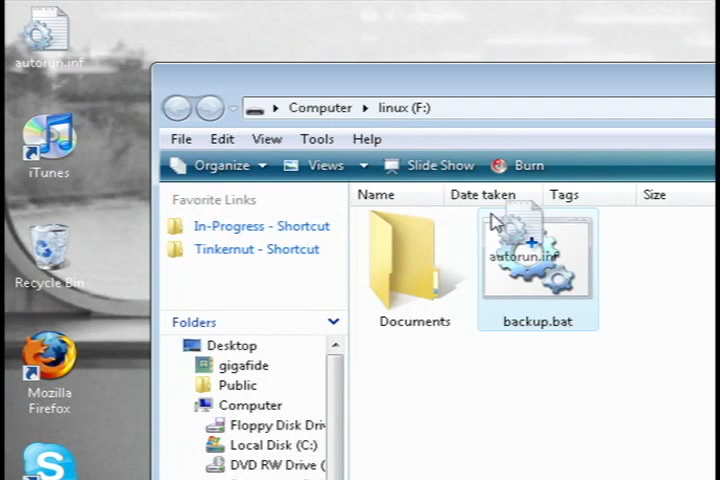 autorun.inf
iTunes
Recycle Bin
Mozilla
Firefox
Computer
linux (F:)
File Edit View Tools Help
Organize Views Slide Show Burn
Favorite Links
In-Progress - Shortcut
Tinkernut - Shortcut
Folders
Desktop
gigafide
Public
Computer
Floppy Disk Driv
Local Disk (C:)
DVD RW Drive (
Name Date taken Tags Size
autorun.inf
Documents
backup.bat